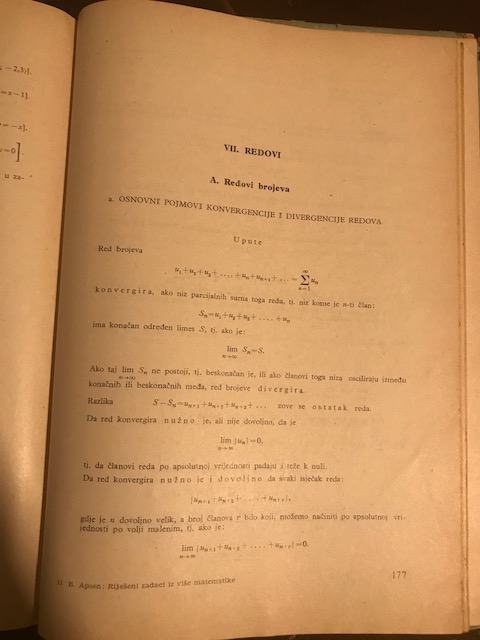 – 2,3)].
= x – 1].
= – x],
= 0].
u za-
VII. REDOVI
A. Redovi brojeva
a. OSNOVNI POJMOVI KONVERGENCIJE I DIVERGENCIJE REDOVA
Upute
Red brojeva
u₁+u₂+u₃+ .... +uₙ+uₙ₊₁+ ... = ∑ₙ₌₁^∞ uₙ
konvergira, ako niz parcijalnih suma toga reda, tj. niz kome je n-ti član:
Sₙ=u₁+u₂+u₃+ .... +uₙ
ima konačan određen limes S, tj. ako je:
lim Sₙ=S.
n→∞
Ako taj lim Sₙ ne postoji, tj. beskonačan je, ili ako članovi toga niza osciliraju između
n→∞
konačnih ili beskonačnih međa, red brojeve divergira.
Razlika S–Sₙ=uₙ₊₁+uₙ₊₂+uₙ₊₃+ ... zove se ostatak reda.
Da red konvergira nužno je, ali nije dovoljno, da je
lim |uₙ|=0,
n→∞
tj. da članovi reda po apsolutnoj vrijednosti padaju i teže k nuli.
Da red konvergira nužno je i dovoljno da svaki isječak reda:
|uₙ₊₁+uₙ₊₂+ .... +uₙ₊ᵣ|,
gdje je n dovoljno velik, a broj članova r bilo koji, možemo načiniti po apsolutnoj vri-
jednosti po volji malenim, tj. ako je:
lim |uₙ₊₁+uₙ₊₂+ .... +uₙ₊ᵣ|=0.
n→∞
B. Apsen: Riješeni zadaci iz više matematike
177